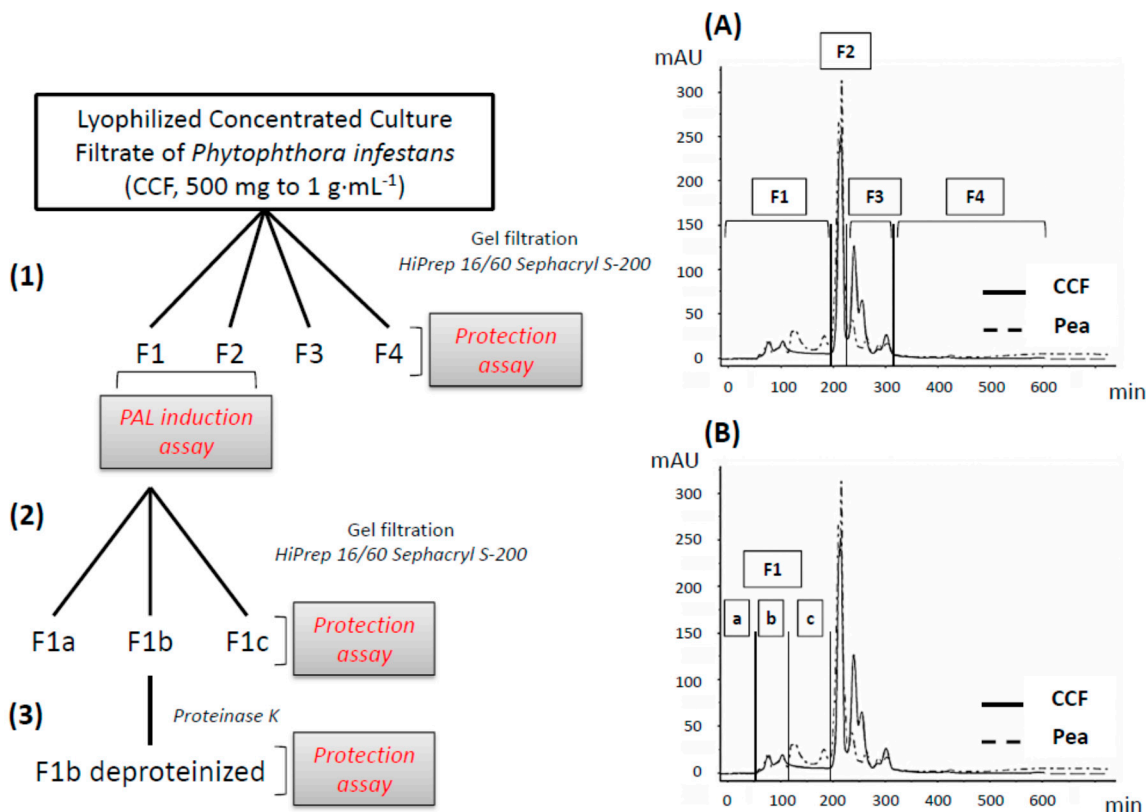 Lyophilized Concentrated Culture
Filtrate of Phytophthora infestans
(CCF, 500 mg to 1 g·mL⁻¹)
(1)
Gel filtration
HiPrep 16/60 Sephacryl S-200
F1 F2 F3 F4
Protection
assay
PAL induction
assay
(2)
Gel filtration
HiPrep 16/60 Sephacryl S-200
F1a F1b F1c
Protection
assay
(3)
Proteinase K
F1b deproteinized
Protection
assay
(A)
mAU
F2
300
250
200
F1 F3 F4
150
100
50
0
CCF
Pea
0 100 200 300 400 500 600 min
(B)
mAU
300
250
F1
200
a b c
150
100
50
0
CCF
Pea
0 100 200 300 400 500 600 min